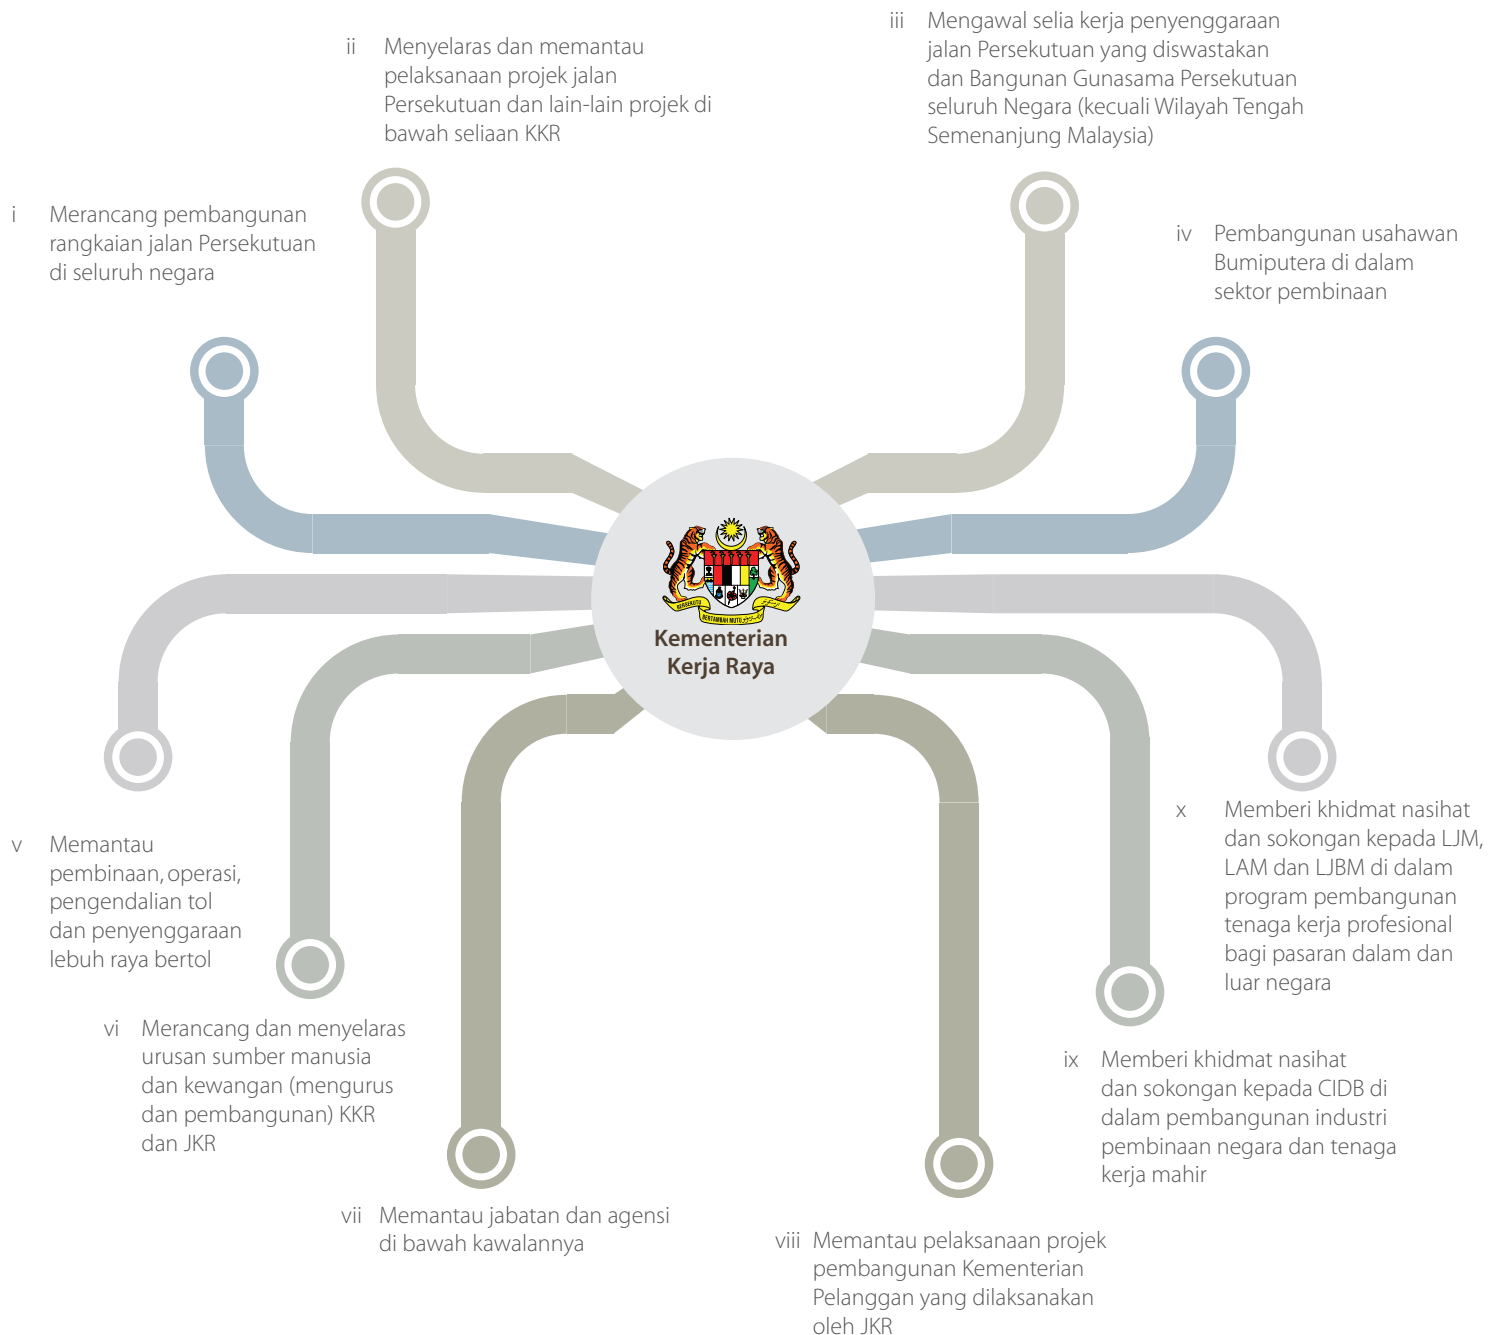 i Merancang pembangunan
rangkaian jalan Persekutuan
di seluruh negara
ii Menyelaras dan memantau
pelaksanaan projek jalan
Persekutuan dan lain-lain projek di
bawah seliaan KKR
iii Mengawal selia kerja penyenggaraan
jalan Persekutuan yang diswastakan
dan Bangunan Gunasama Persekutuan
seluruh Negara (kecuali Wilayah Tengah
Semenanjung Malaysia)
iv Pembangunan usahawan
Bumiputera di dalam
sektor pembinaan
BERSEKUTU
BERTAMBAH MUTU
Kementerian
Kerja Raya
v Memantau
pembinaan, operasi,
pengendalian tol
dan penyenggaraan
lebuh raya bertol
vi Merancang dan menyelaras
urusan sumber manusia
dan kewangan (mengurus
dan pembangunan) KKR
dan JKR
vii Memantau jabatan dan agensi
di bawah kawalannya
viii Memantau pelaksanaan projek
pembangunan Kementerian
Pelanggan yang dilaksanakan
oleh JKR
ix Memberi khidmat nasihat
dan sokongan kepada CIDB di
dalam pembangunan industri
pembinaan negara dan tenaga
kerja mahir
x Memberi khidmat nasihat
dan sokongan kepada LJM,
LAM dan LJBM di dalam
program pembangunan
tenaga kerja profesional
bagi pasaran dalam dan
luar negara